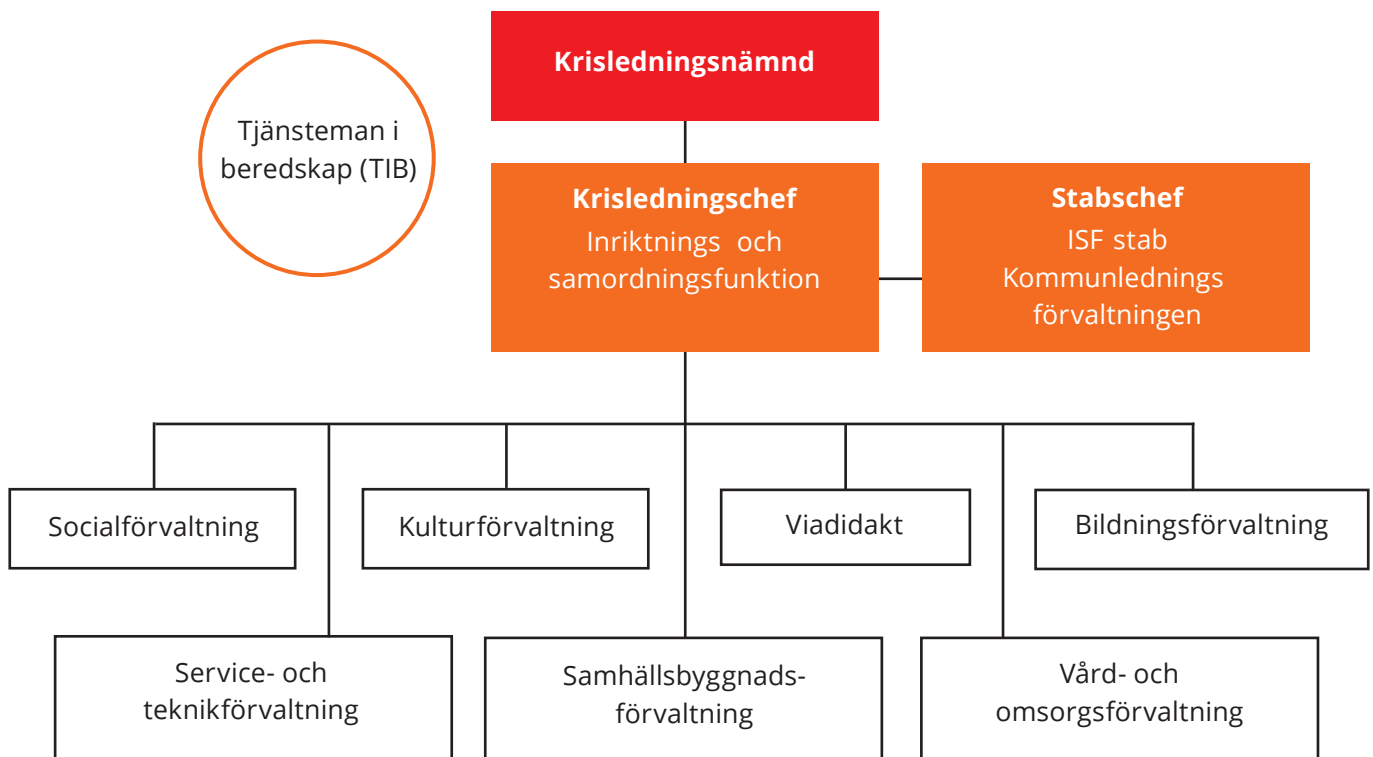 Krisledningsnämnd
Tjänsteman i
beredskap (TIB)
Krisledningschef
Inriktnings och
samordningsfunktion
Stabschef
ISF stab
Kommunlednings
förvaltningen
Socialförvaltning
Kulturförvaltning
Viadidakt
Bildningsförvaltning
Service- och
teknikförvaltning
Samhällsbyggnads-
förvaltning
Vård- och
omsorgsförvaltning